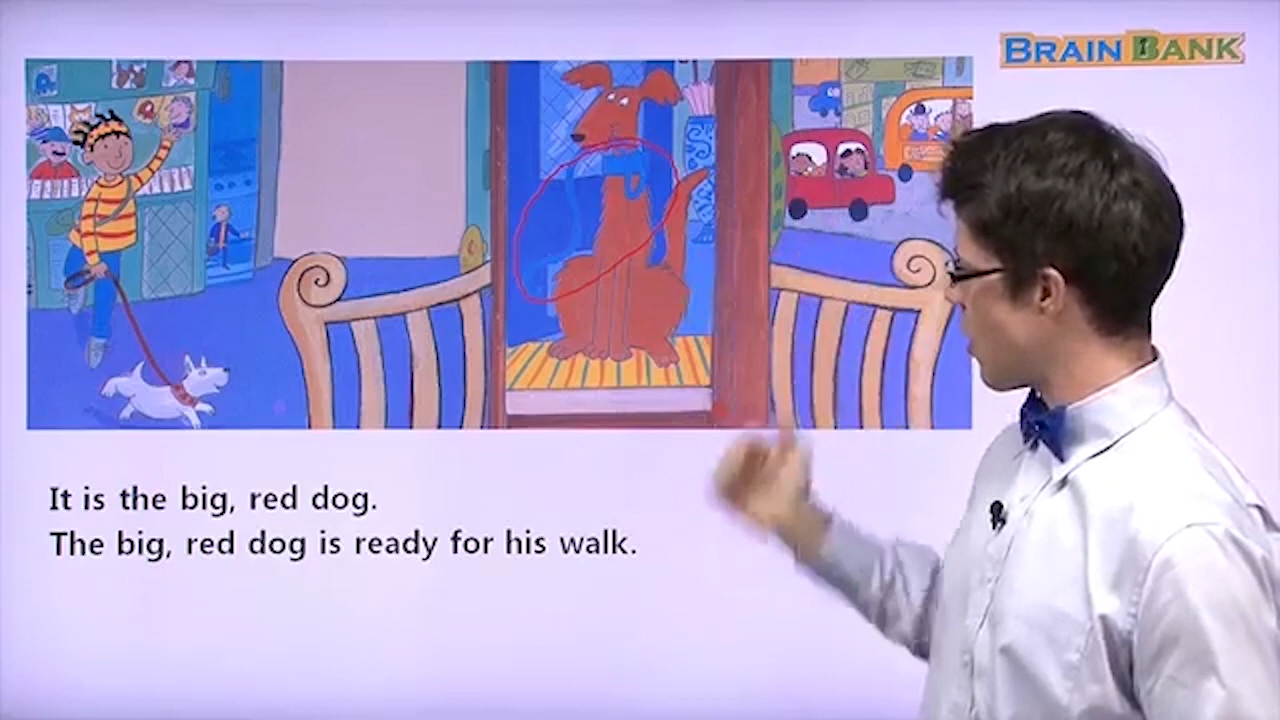 BRAIN BANK
It is the big, red dog.
The big, red dog is ready for his walk.